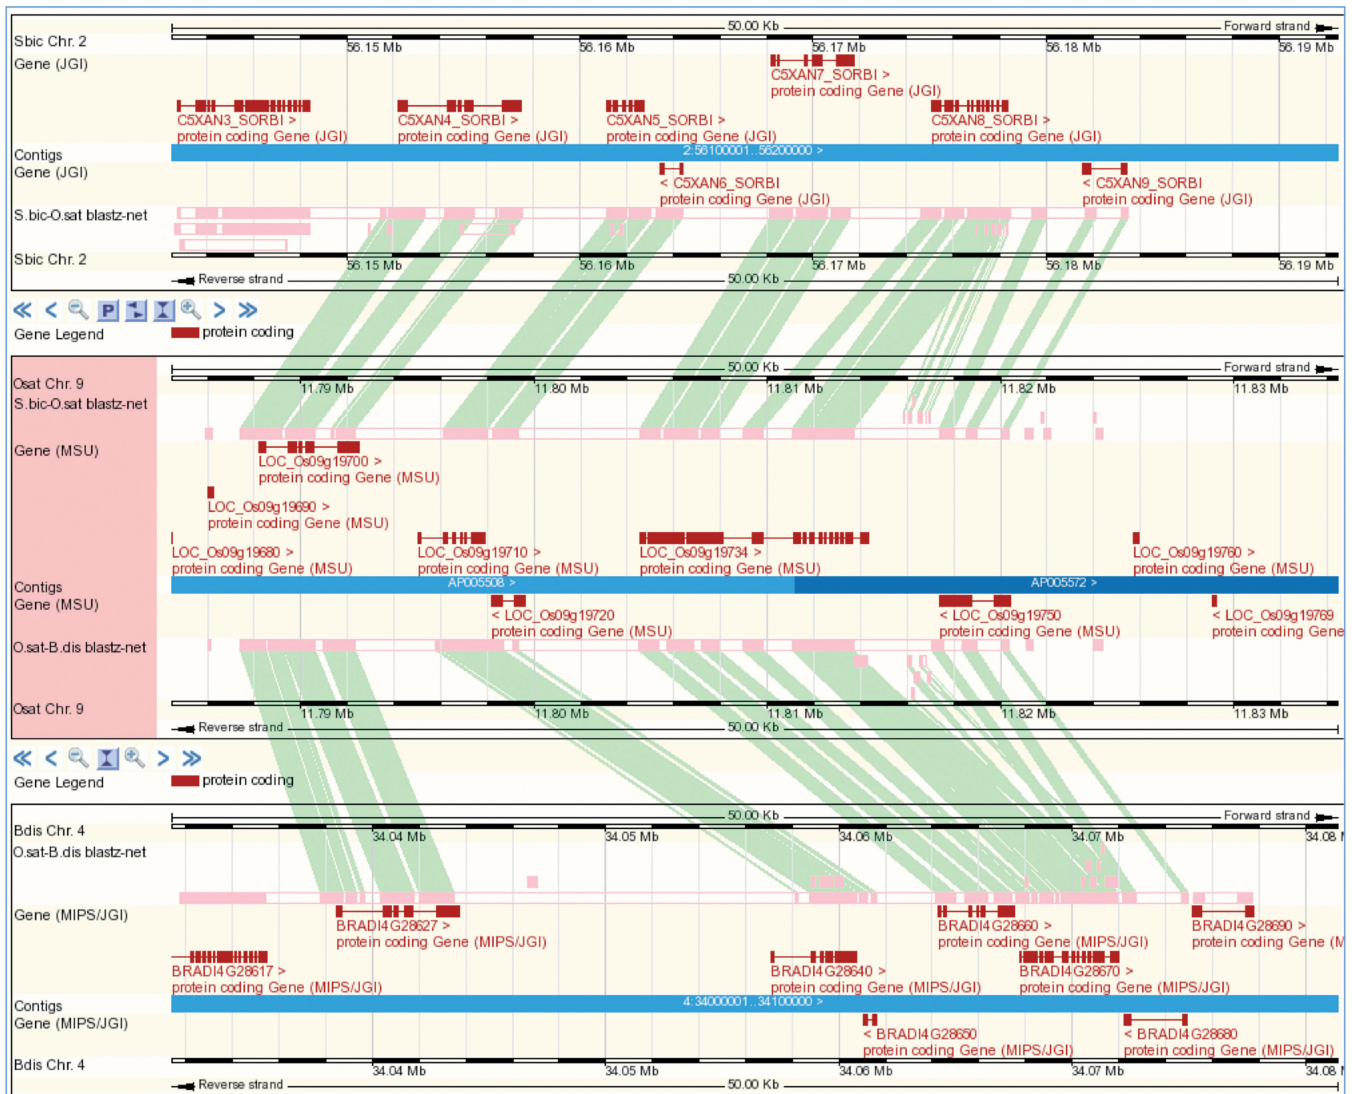 50.00 Kb Forward strand
Sbic Chr. 2
56.15 Mb 56.16 Mb 56.17 Mb 56.18 Mb 56.19 Mb
Gene (JGI)
C5XAN7_SORBI >
protein coding Gene (JGI)
C5XAN3_SORBI > C5XAN4_SORBI > C5XAN5_SORBI > C5XAN8_SORBI >
protein coding Gene (JGI) protein coding Gene (JGI) protein coding Gene (JGI) protein coding Gene (JGI)
Contigs 2:56100001..56200000 >
Gene (JGI)
< C5XAN6_SORBI < C5XAN9_SORBI
protein coding Gene (JGI) protein coding Gene (JGI)
S.bic-O.sat blastz-net
Sbic Chr. 2
56.15 Mb 56.16 Mb 56.17 Mb 56.18 Mb 56.19 Mb
Reverse strand 50.00 Kb
P
Gene Legend protein coding
50.00 Kb Forward strand
Osat Chr. 9
11.79 Mb 11.80 Mb 11.81 Mb 11.82 Mb 11.83 Mb
S.bic-O.sat blastz-net
Gene (MSU)
LOC_Os09g19700 >
protein coding Gene (MSU)
LOC_Os09g19690 >
protein coding Gene (MSU)
LOC_Os09g19680 > LOC_Os09g19710 > LOC_Os09g19734 > LOC_Os09g19760 >
protein coding Gene (MSU) protein coding Gene (MSU) protein coding Gene (MSU) protein coding Gene (MSU)
Contigs AP005508 > AP005572 >
Gene (MSU)
< LOC_Os09g19720 < LOC_Os09g19750 < LOC_Os09g19769
protein coding Gene (MSU) protein coding Gene (MSU) protein coding Gene
O.sat-B.dis blastz-net
Osat Chr. 9
11.79 Mb 11.80 Mb 11.81 Mb 11.82 Mb 11.83 Mb
Reverse strand 50.00 Kb
Gene Legend protein coding
50.00 Kb Forward strand
Bdis Chr. 4
34.04 Mb 34.05 Mb 34.06 Mb 34.07 Mb 34.08 M
O.sat-B.dis blastz-net
Gene (MIPS/JGI)
BRADI4G28627 > BRADI4G28660 > BRADI4G28690 >
protein coding Gene (MIPS/JGI) protein coding Gene (MIPS/JGI) protein coding Gene (M
BRADI4G28617 > BRADI4G28640 > BRADI4G28670 >
protein coding Gene (MIPS/JGI) protein coding Gene (MIPS/JGI) protein coding Gene (MIPS/JGI)
Contigs 4:34000001..34100000 >
Gene (MIPS/JGI)
< BRADI4G28650 < BRADI4G28680
protein coding Gene (MIPS/JGI) protein coding Gene (MIPS/JGI)
Bdis Chr. 4
34.04 Mb 34.05 Mb 34.06 Mb 34.07 Mb 34.08 M
Reverse strand 50.00 Kb